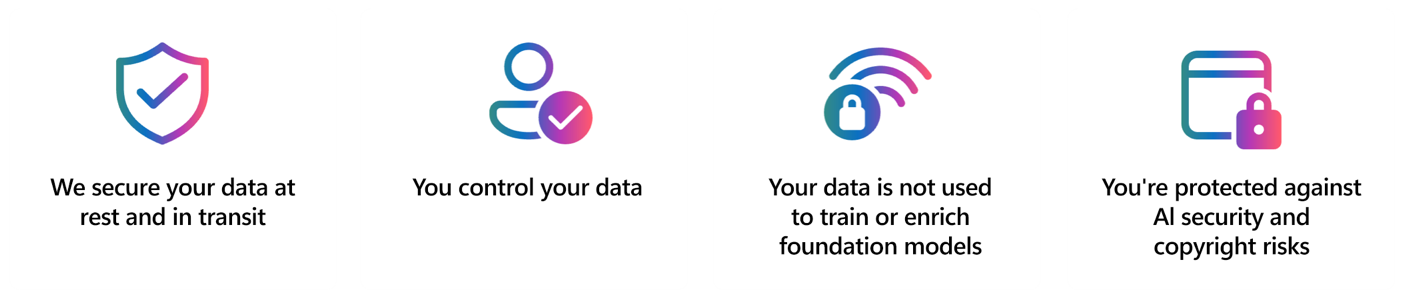 We secure your data at
rest and in transit
You control your data
Your data is not used
to train or enrich
foundation models
You're protected against
AI security and
copyright risks